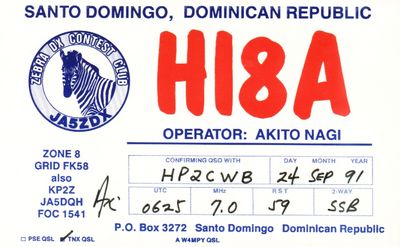 SANTO DOMINGO, DOMINICAN REPUBLIC
ZEBRA DX CONTEST CLUB
JA5ZDX
HI8A
OPERATOR: AKITO NAGI
ZONE 8
GRID FK58
also
KP2Z
JA5DQH
FOC 1541
CONFIRMING QSO WITH DAY MONTH YEAR
HP2CWB 24 SEP 91
UTC MHz RST 2-WAY
0625 7.0 59 SSB
P.O. Box 3272 Santo Domingo Dominican Republic
□ PSE QSL ☑ TNX QSL
A W4MPY QSL